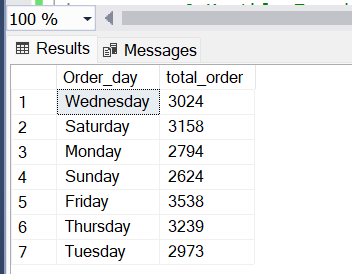 100 %
Results Messages
Order_day total_order
1 Wednesday 3024
2 Saturday 3158
3 Monday 2794
4 Sunday 2624
5 Friday 3538
6 Thursday 3239
7 Tuesday 2973